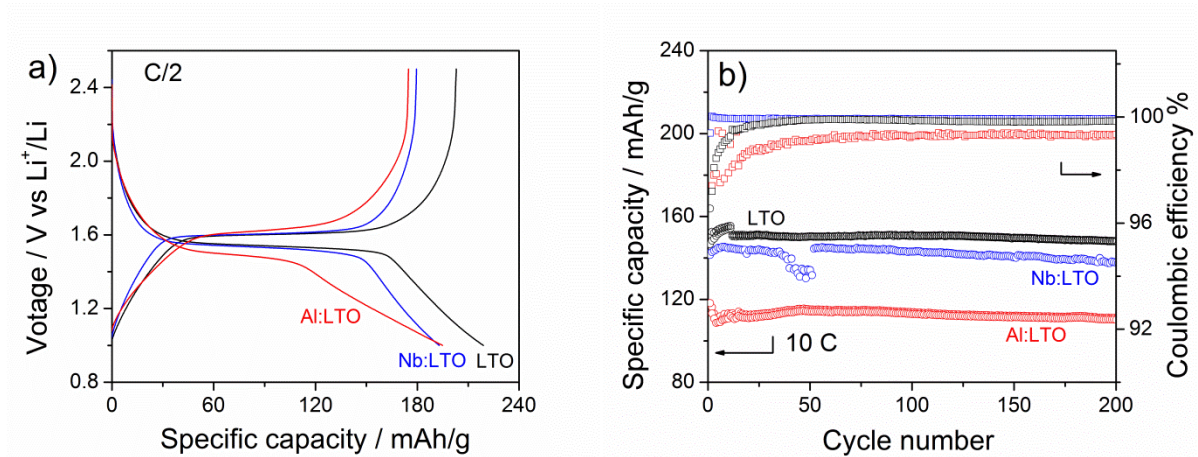 a)
C/2
2.4
2.0
1.6
1.2
0.8
Votage / V vs Li⁺/Li
Al:LTO
Nb:LTO
LTO
0 60 120 180 240
Specific capacity / mAh/g
b)
240
200
160
120
80
Specific capacity / mAh/g
100
96
92
Coulombic efficiency %
LTO
Nb:LTO
Al:LTO
10 C
0 50 100 150 200
Cycle number